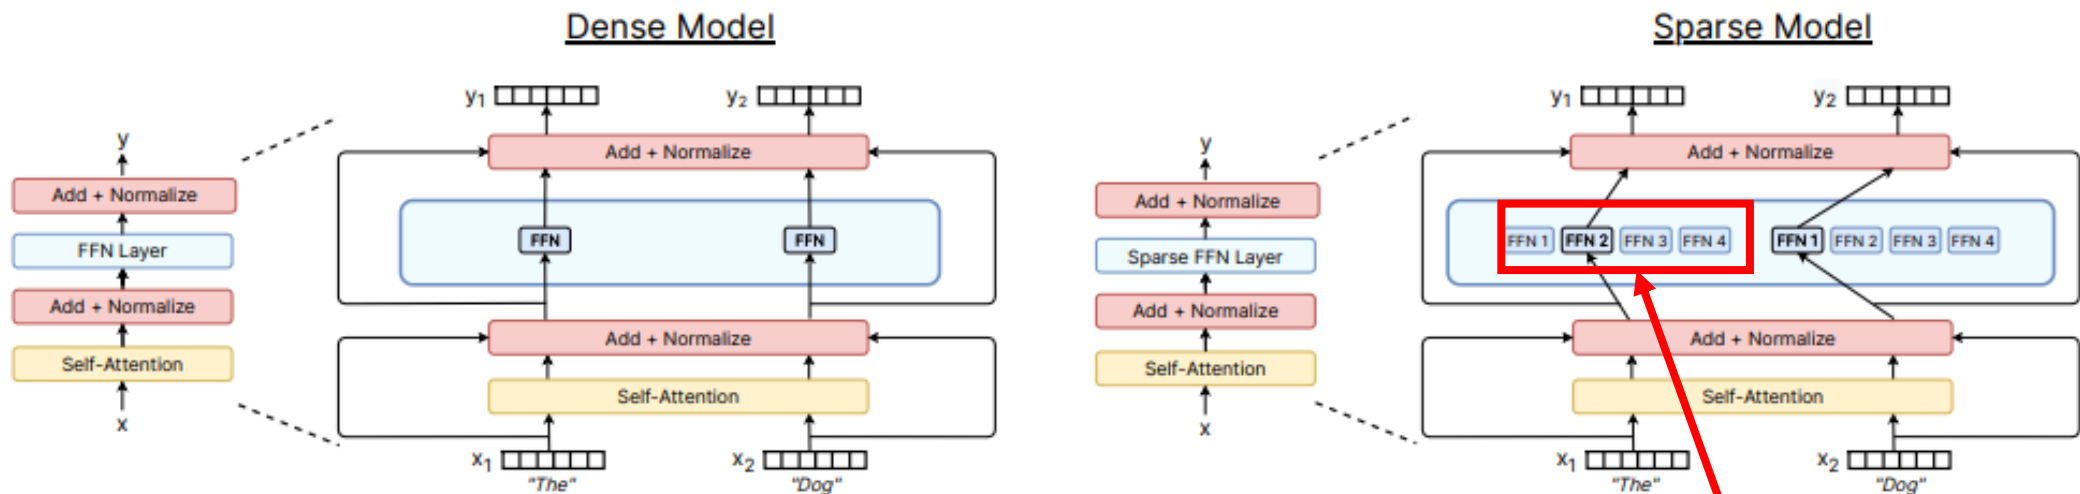 Dense Model
Sparse Model
y
Add + Normalize
FFN Layer
Add + Normalize
Self-Attention
x
y1
y2
Add + Normalize
FFN
FFN
Add + Normalize
Self-Attention
x1
x2
"The"
"Dog"
y
Add + Normalize
Sparse FFN Layer
Add + Normalize
Self-Attention
x
y1
y2
Add + Normalize
FFN 1 FFN 2 FFN 3 FFN 4
FFN 1 FFN 2 FFN 3 FFN 4
Add + Normalize
Self-Attention
x1
x2
"The"
"Dog"